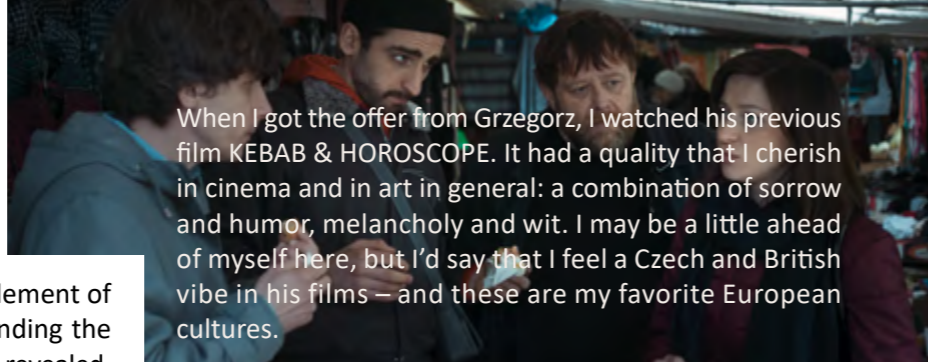 When I got the offer from Grzegorz, I watched his previous
film KEBAB & HOROSCOPE. It had a quality that I cherish
in cinema and in art in general: a combination of sorrow
and humor, melancholy and wit. I may be a little ahead
of myself here, but I’d say that I feel a Czech and British
vibe in his films – and these are my favorite European
cultures.
lement of
nding the
revealed